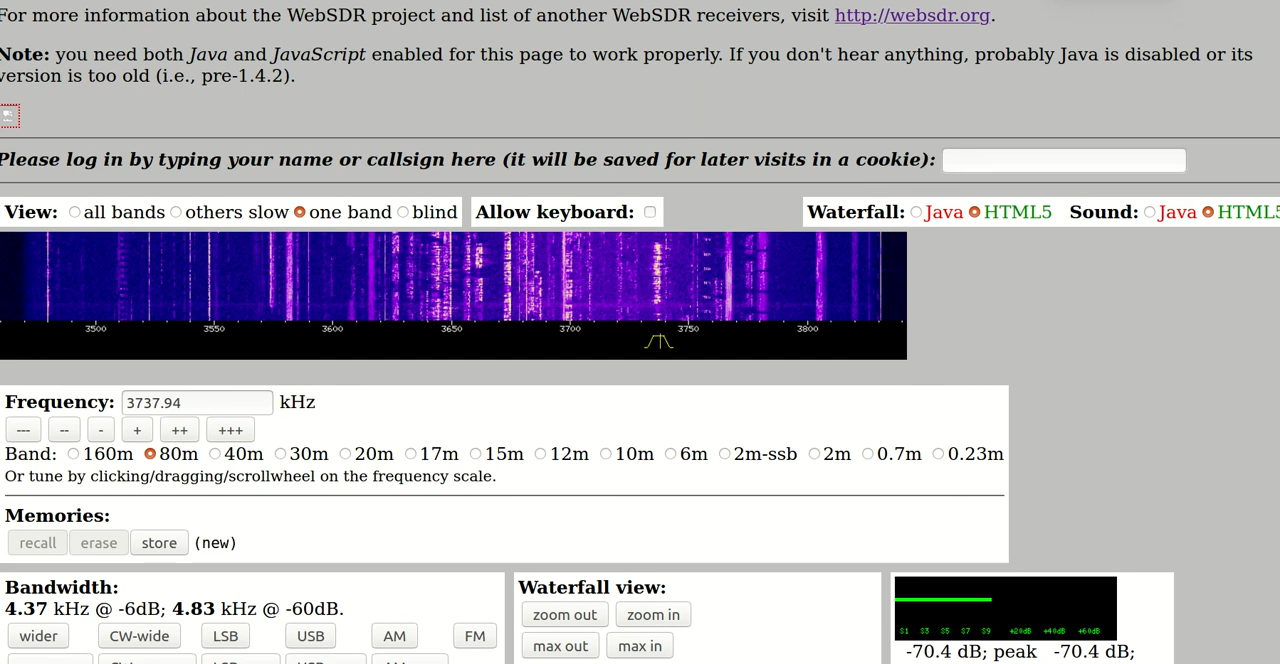 For more information about the WebSDR project and list of another WebSDR receivers, visit http://websdr.org.
Note: you need both Java and JavaScript enabled for this page to work properly. If you don't hear anything, probably Java is disabled or its
version is too old (i.e., pre-1.4.2).
Please log in by typing your name or callsign here (it will be saved for later visits in a cookie):
View: all bands others slow one band blind Allow keyboard: Waterfall: Java HTML5 Sound: Java HTML5
3500 3550 3600 3650 3700 3750 3800
Frequency: 3737.94 kHz
--- -- - + ++ +++
Band: 160m 80m 40m 30m 20m 17m 15m 12m 10m 6m 2m-ssb 2m 0.7m 0.23m
Or tune by clicking/dragging/scrollwheel on the frequency scale.
Memories:
recall erase store (new)
Bandwidth:
4.37 kHz @ -6dB; 4.83 kHz @ -60dB.
wider CW-wide LSB USB AM FM
Waterfall view:
zoom out zoom in
max out max in
S1 S3 S5 S7 S9 +20dB +40dB +60dB
-70.4 dB; peak -70.4 dB;